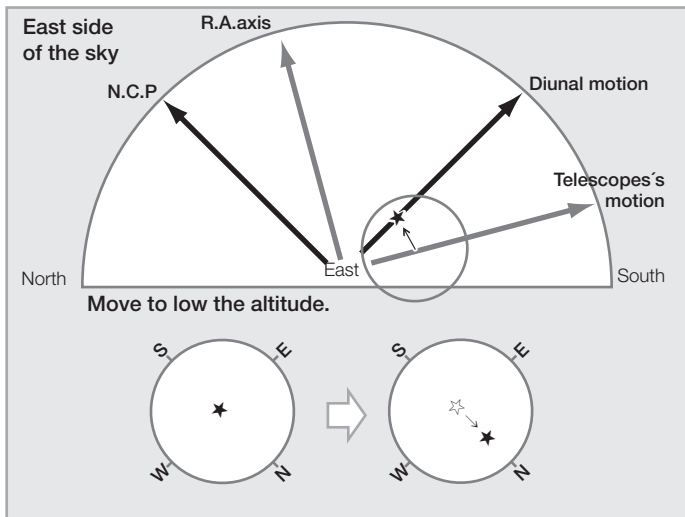 East side
of the sky
R.A.axis
N.C.P
Diunal motion
Telescopes´s
motion
North
East
South
Move to low the altitude.
S
E
W
N
S
E
W
N